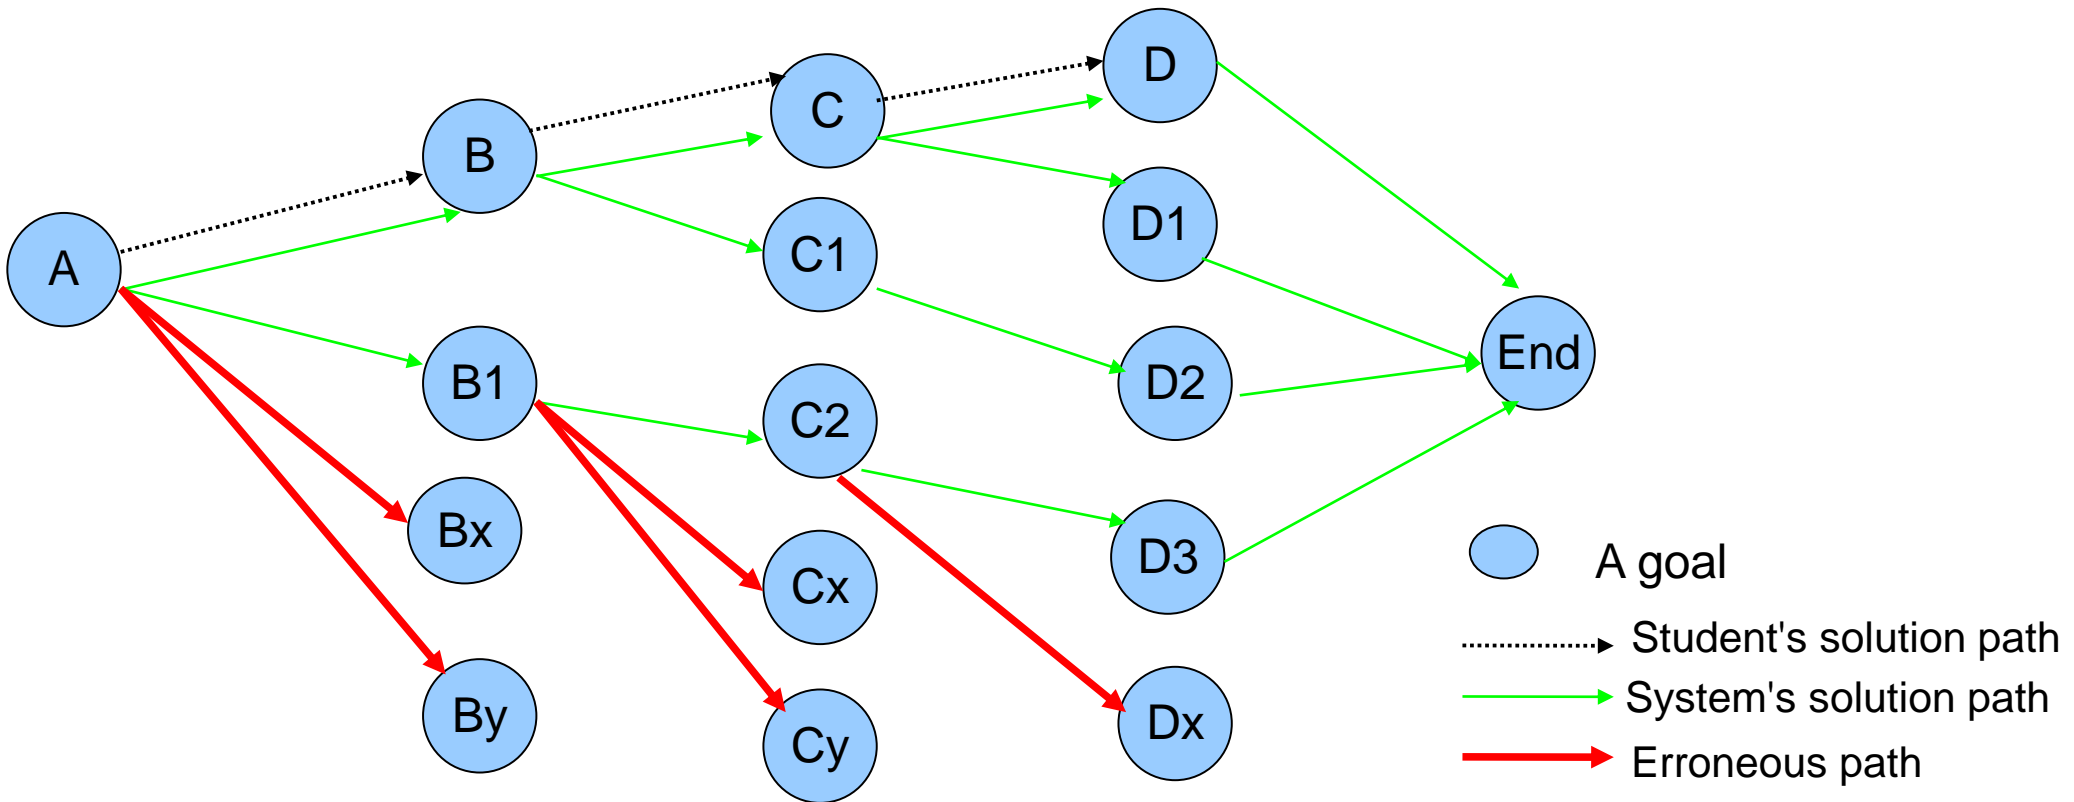 A
B
C
D
B1
C1
D1
Bx
C2
D2
End
By
Cx
D3
Cy
Dx
A goal
Student's solution path
System's solution path
Erroneous path